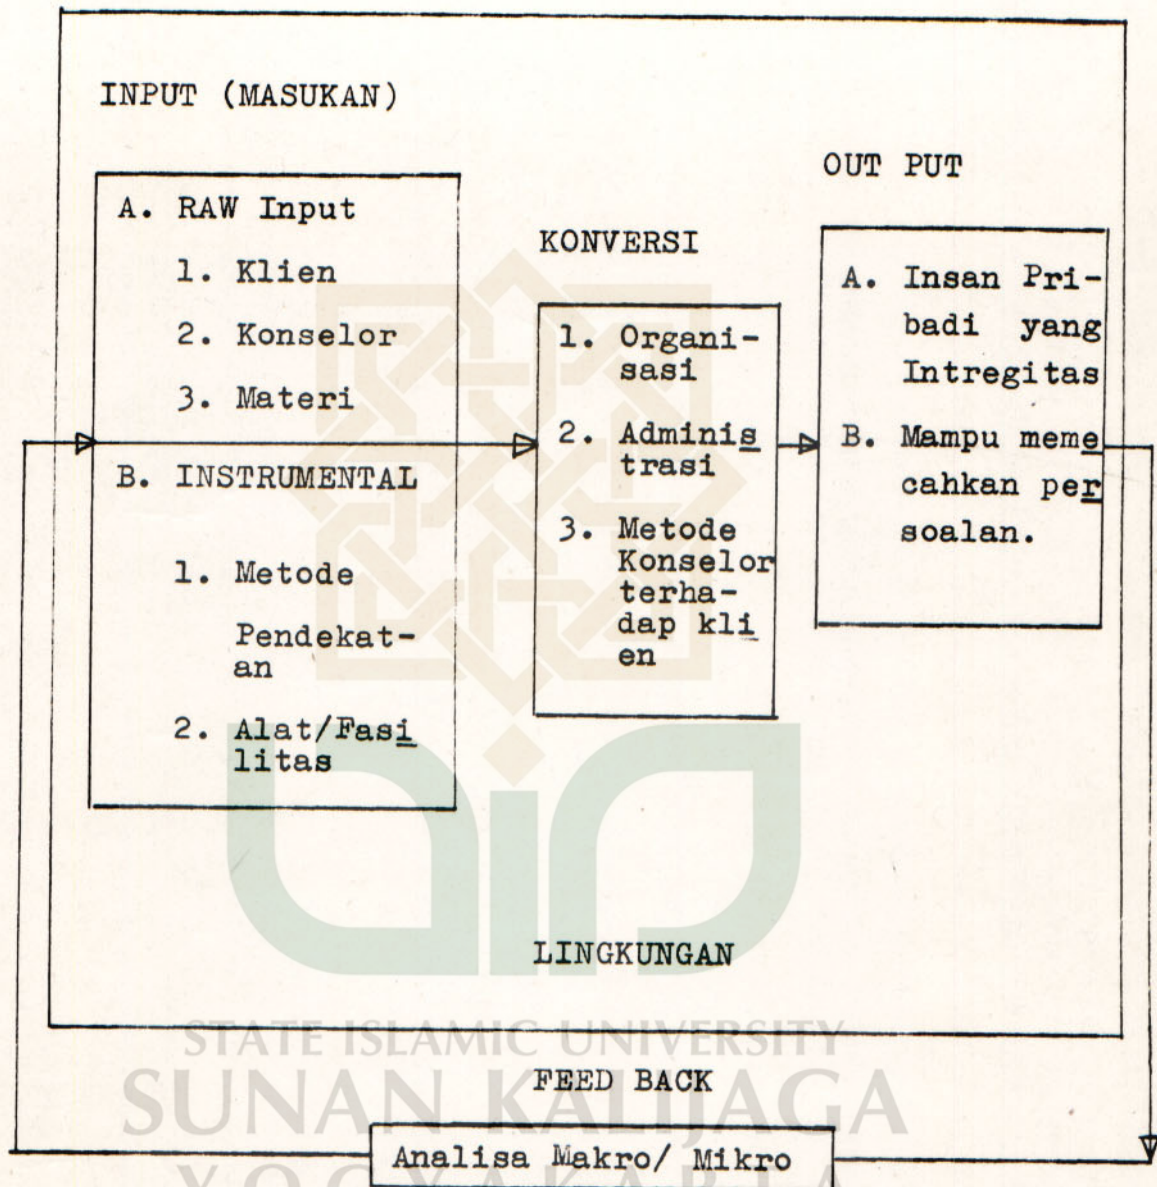 INPUT (MASUKAN)
A. RAW Input
1. Klien
2. Konselor
3. Materi
B. INSTRUMENTAL
1. Metode
Pendekat-
an
2. Alat/Fasi
litas
KONVERSI
1. Organi-
sasi
2. Adminis
trasi
3. Metode
Konselor
terha-
dap kli
en
OUT PUT
A. Insan Pri-
badi yang
Intregitas
B. Mampu meme
cahkan per
soalan.
LINGKUNGAN
STATE ISLAMIC UNIVERSITY
FEED BACK
SUNAN KALIJAGA
Analisa Makro/ Mikro
YOGYAKARTA